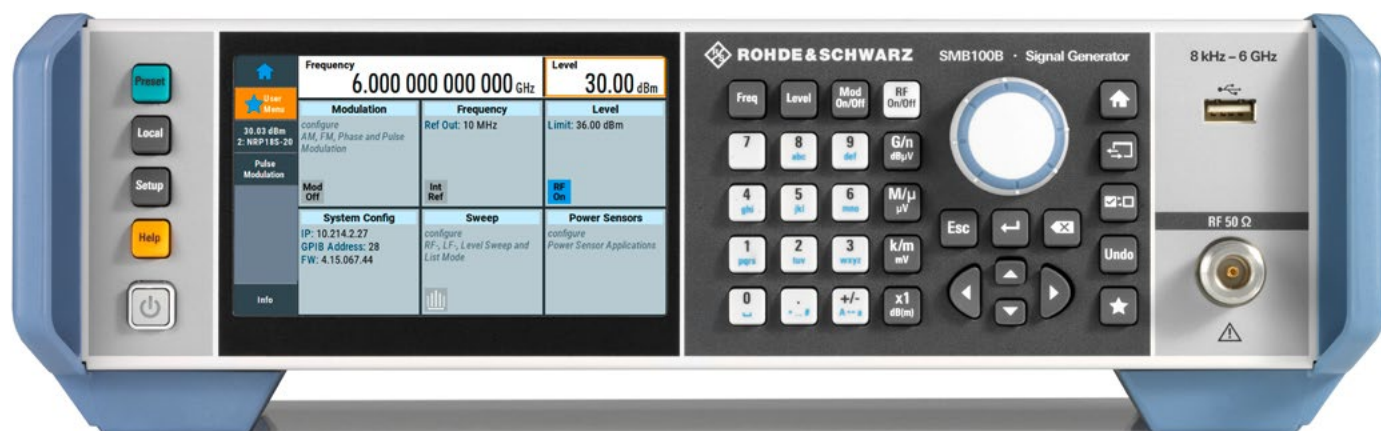 Preset
Local
Setup
Help
User
Menu
30.03 dBm
2: NRP18S-20
Pulse
Modulation
Info
Frequency
6.000 000 000 000 GHz
Level
30.00 dBm
Modulation
configure
AM, FM, Phase and Pulse
Modulation
Mod
Off
Frequency
Ref Out: 10 MHz
Int
Ref
Level
Limit: 36.00 dBm
RF
On
System Config
IP: 10.214.2.27
GPIB Address: 28
FW: 4.15.067.44
Sweep
configure
RF-, LF-, Level Sweep and
List Mode
Power Sensors
configure
Power Sensor Applications
R S
ROHDE & SCHWARZ SMB100B · Signal Generator
Freq Level Mod On/Off RF On/Off
7 8 abc 9 def G/n dBµV
4 ghi 5 jkl 6 mno M/µ µV
1 pqrs 2 tuv 3 wxyz k/m mV
0 . *...# +/- A↔a x1 dB(m)
Esc
Undo
8 kHz – 6 GHz
RF 50 Ω